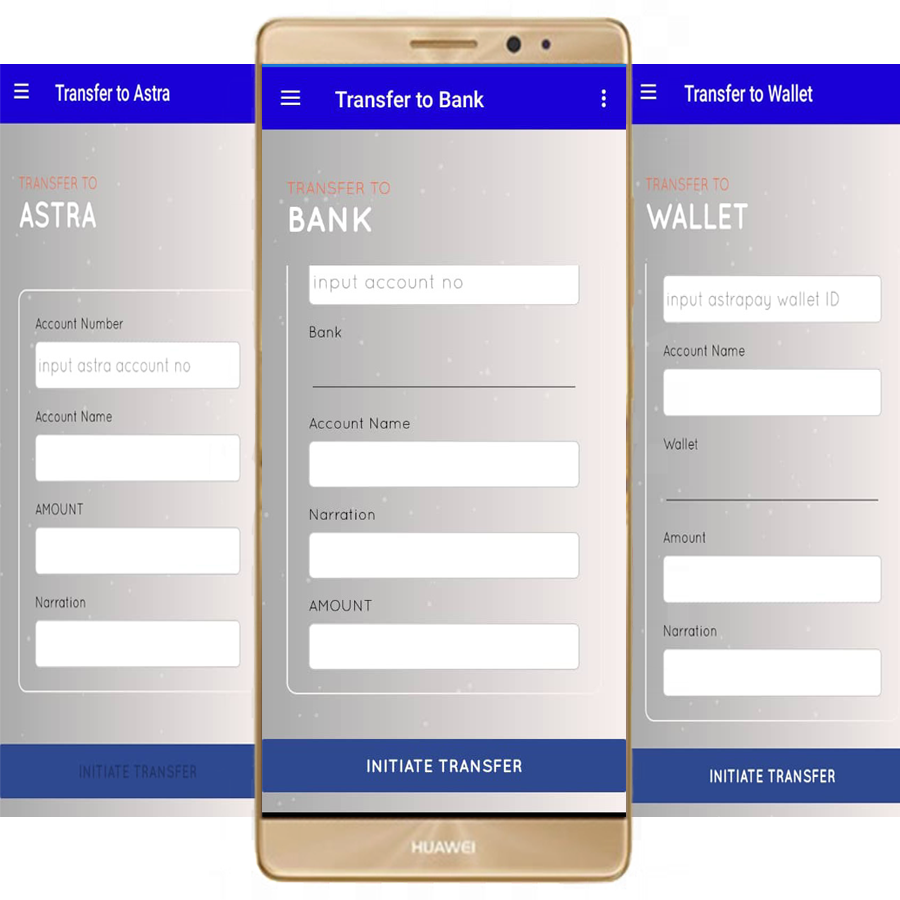 Transfer to Astra
TRANSFER TO
ASTRA
Account Number
input astra account no
Account Name
AMOUNT
Narration
INITIATE TRANSFER
Transfer to Bank
TRANSFER TO
BANK
input account no
Bank
Account Name
Narration
AMOUNT
INITIATE TRANSFER
HUAWEI
Transfer to Wallet
TRANSFER TO
WALLET
input astrapay wallet ID
Account Name
Wallet
Amount
Narration
INITIATE TRANSFER